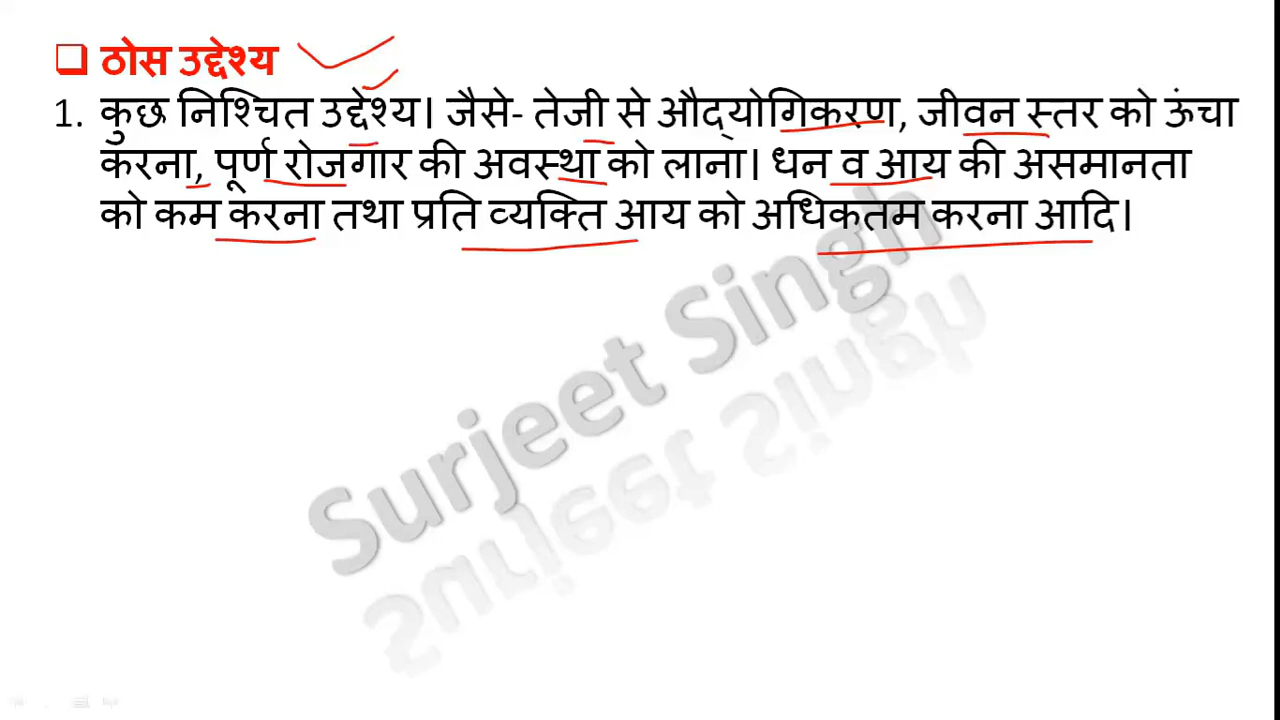 ❑ ठोस उद्देश्य
1. कुछ निश्चित उद्देश्य। जैसे- तेजी से औद्योगिकरण, जीवन स्तर को ऊंचा
करना, पूर्ण रोजगार की अवस्था को लाना। धन व आय की असमानता
को कम करना तथा प्रति व्यक्ति आय को अधिकतम करना आदि।
Surjeet Singh